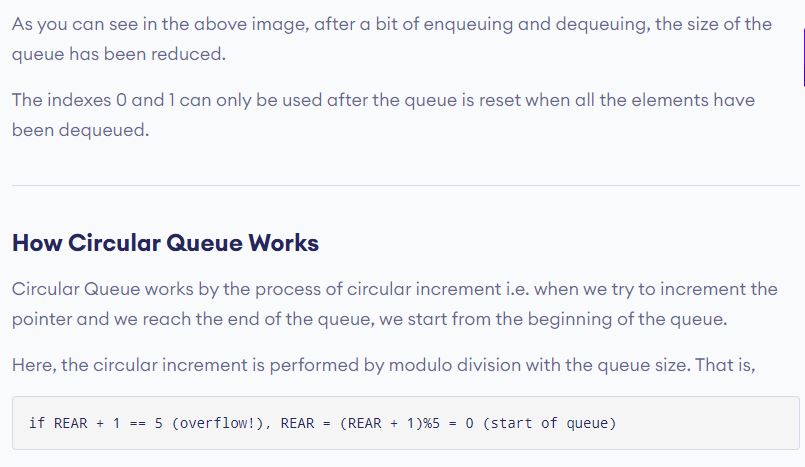 As you can see in the above image, after a bit of enqueuing and dequeuing, the size of the
queue has been reduced.
The indexes 0 and 1 can only be used after the queue is reset when all the elements have
been dequeued.
How Circular Queue Works
Circular Queue works by the process of circular increment i.e. when we try to increment the
pointer and we reach the end of the queue, we start from the beginning of the queue.
Here, the circular increment is performed by modulo division with the queue size. That is,
if REAR + 1 == 5 (overflow!), REAR = (REAR + 1)%5 = 0 (start of queue)